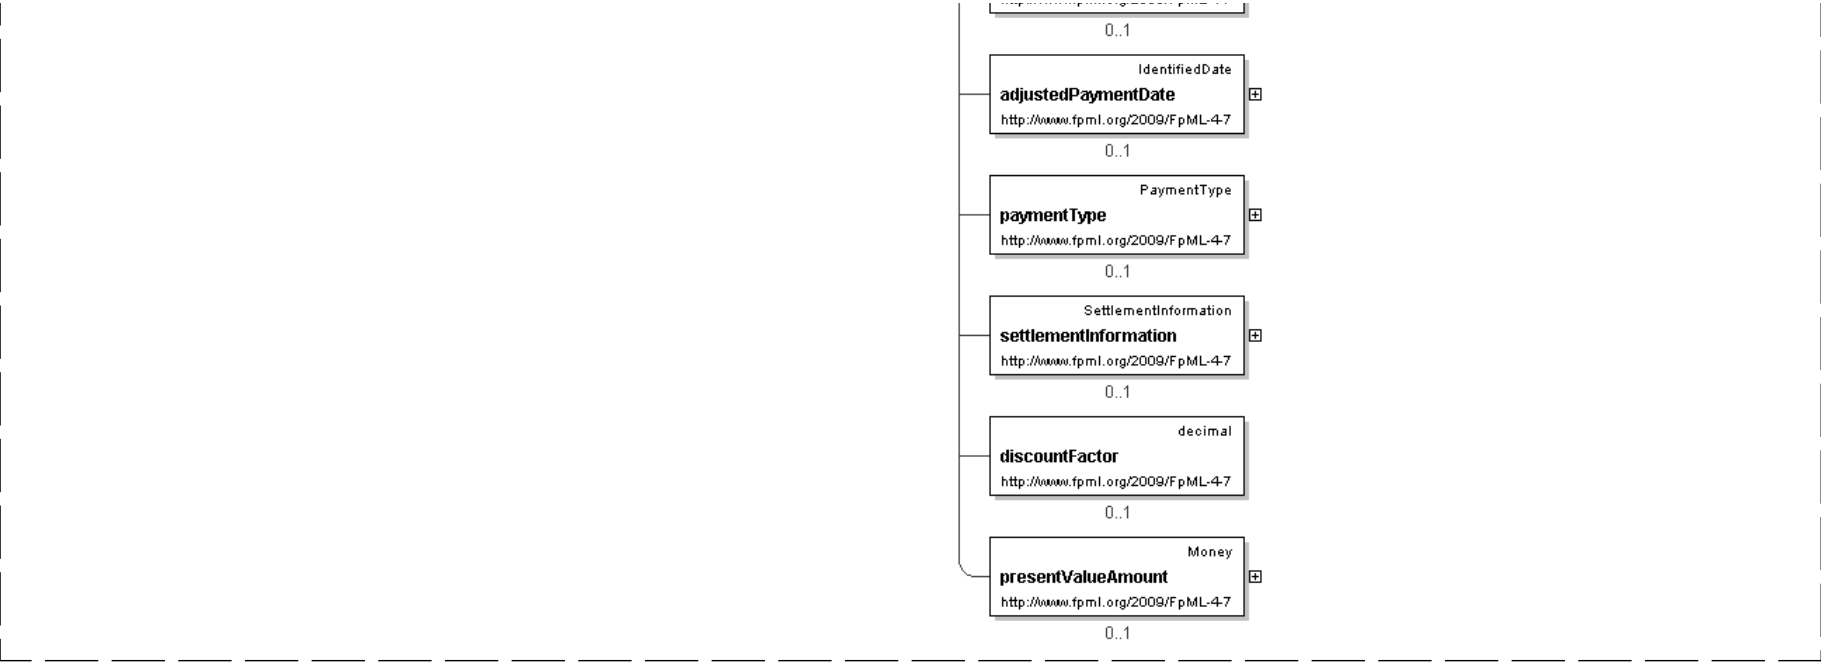 0..1
IdentifiedDate
adjustedPaymentDate
http://www.fpml.org/2009/FpML-4-7
0..1
PaymentType
paymentType
http://www.fpml.org/2009/FpML-4-7
0..1
SettlementInformation
settlementInformation
http://www.fpml.org/2009/FpML-4-7
0..1
decimal
discountFactor
http://www.fpml.org/2009/FpML-4-7
0..1
Money
presentValueAmount
http://www.fpml.org/2009/FpML-4-7
0..1